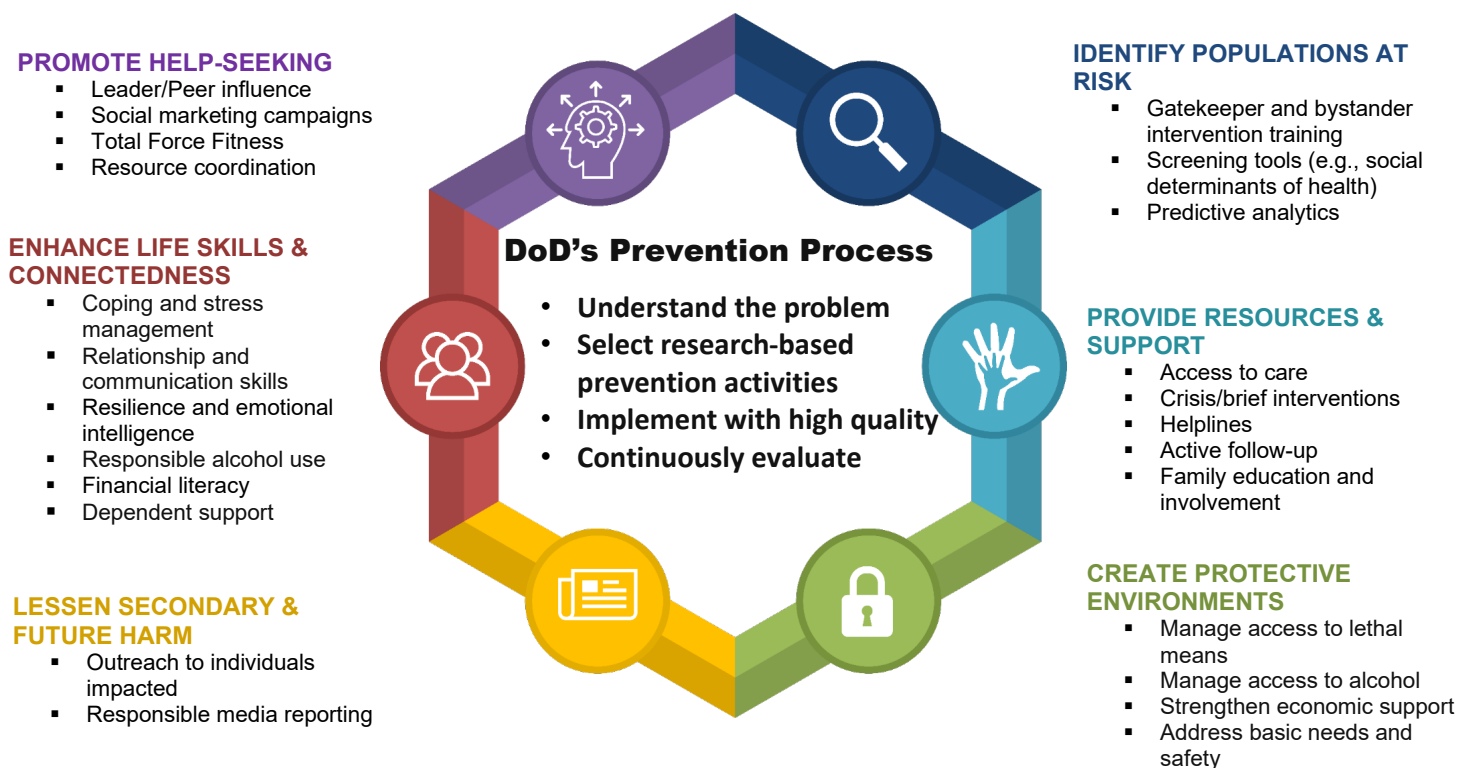 PROMOTE HELP-SEEKING
▪ Leader/Peer influence
▪ Social marketing campaigns
▪ Total Force Fitness
▪ Resource coordination
ENHANCE LIFE SKILLS &
CONNECTEDNESS
▪ Coping and stress
management
▪ Relationship and
communication skills
▪ Resilience and emotional
intelligence
▪ Responsible alcohol use
▪ Financial literacy
▪ Dependent support
LESSEN SECONDARY &
FUTURE HARM
▪ Outreach to individuals
impacted
▪ Responsible media reporting
DoD's Prevention Process
• Understand the problem
• Select research-based
prevention activities
• Implement with high quality
• Continuously evaluate
IDENTIFY POPULATIONS AT
RISK
▪ Gatekeeper and bystander
intervention training
▪ Screening tools (e.g., social
determinants of health)
▪ Predictive analytics
PROVIDE RESOURCES &
SUPPORT
▪ Access to care
▪ Crisis/brief interventions
▪ Helplines
▪ Active follow-up
▪ Family education and
involvement
CREATE PROTECTIVE
ENVIRONMENTS
▪ Manage access to lethal
means
▪ Manage access to alcohol
▪ Strengthen economic support
▪ Address basic needs and
safety